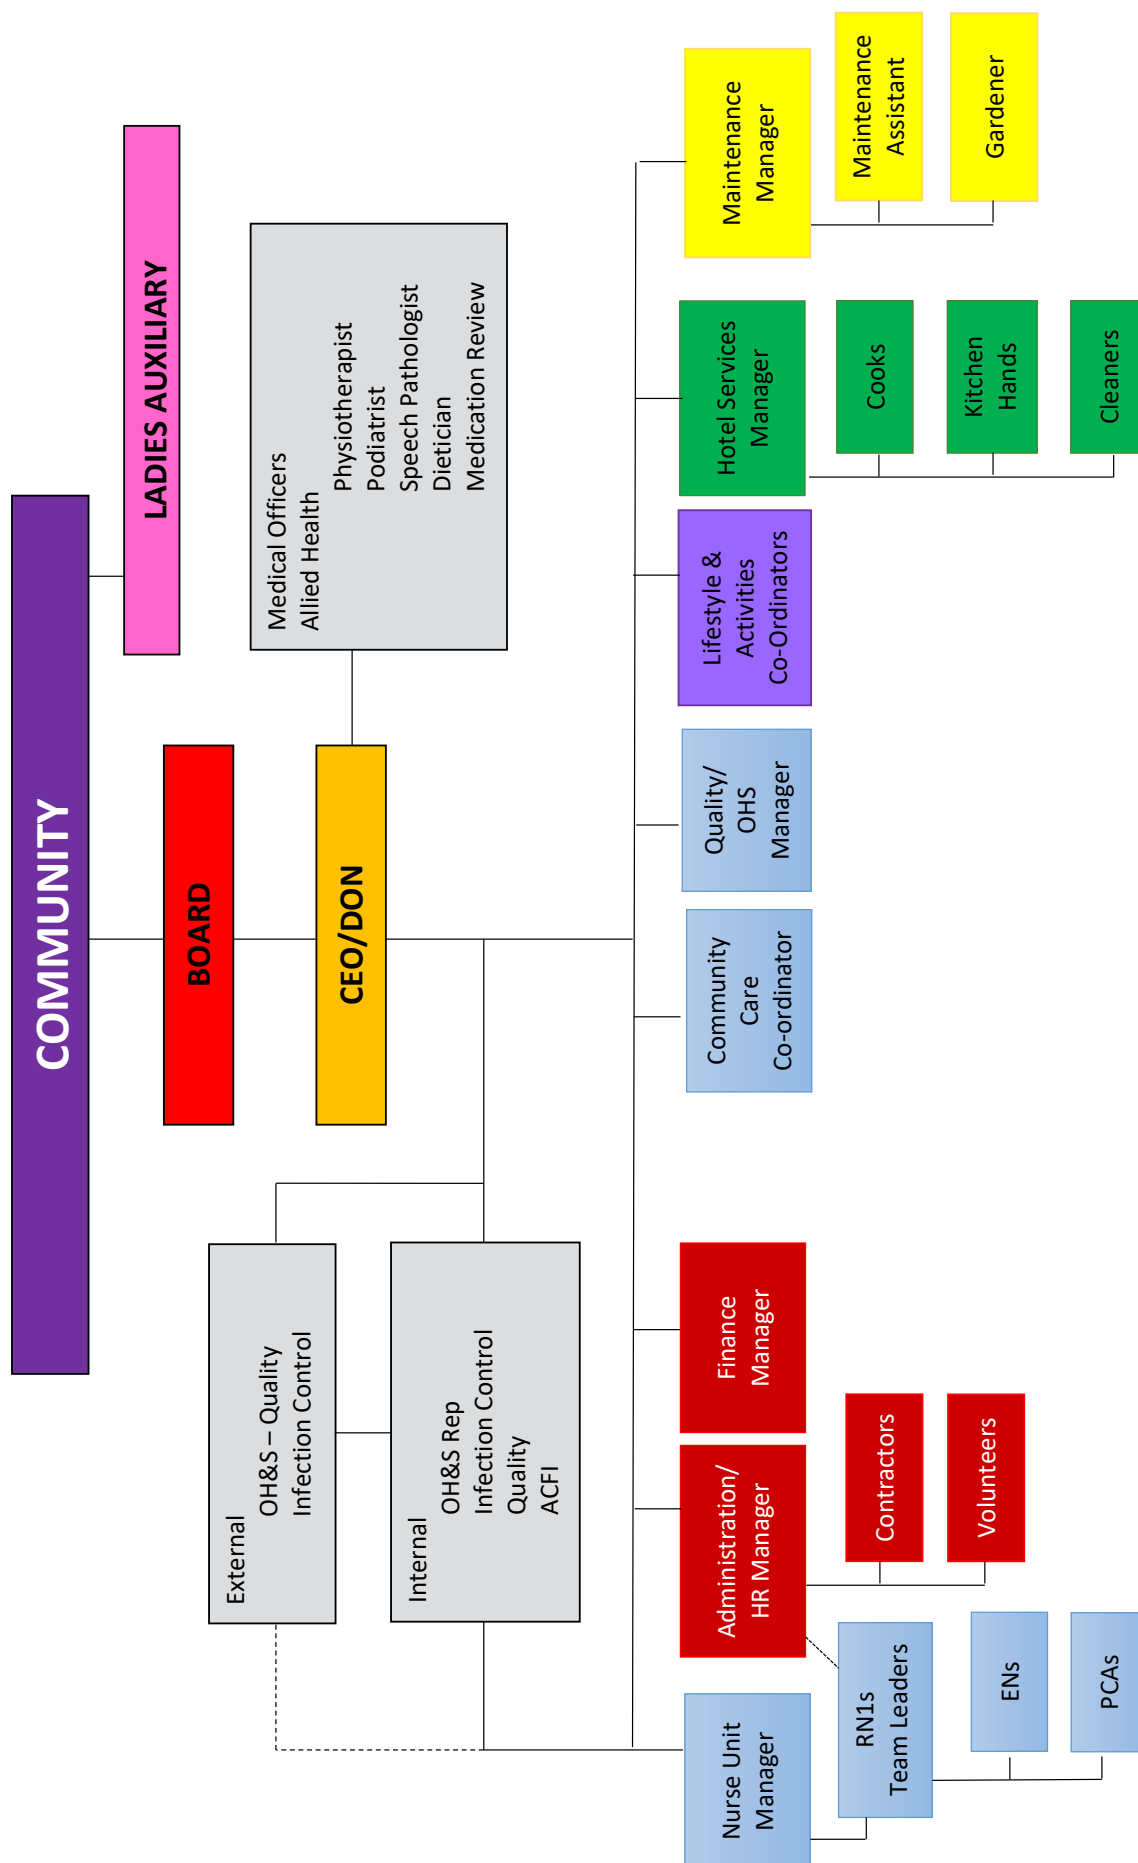 COMMUNITY
LADIES AUXILIARY
BOARD
CEO/DON
Medical Officers
Allied Health
Physiotherapist
Podiatrist
Speech Pathologist
Dietician
Medication Review
External
OH&S – Quality
Infection Control
Internal
OH&S Rep
Infection Control
Quality
ACFI
Nurse Unit
Manager
Administration/
HR Manager
Finance
Manager
Community
Care
Co-ordinator
Quality/
OHS
Manager
Lifestyle &
Activities
Co-Ordinators
Hotel Services
Manager
Maintenance
Manager
RN1s
Team Leaders
ENs
PCAs
Contractors
Volunteers
Cooks
Kitchen
Hands
Cleaners
Maintenance
Assistant
Gardener